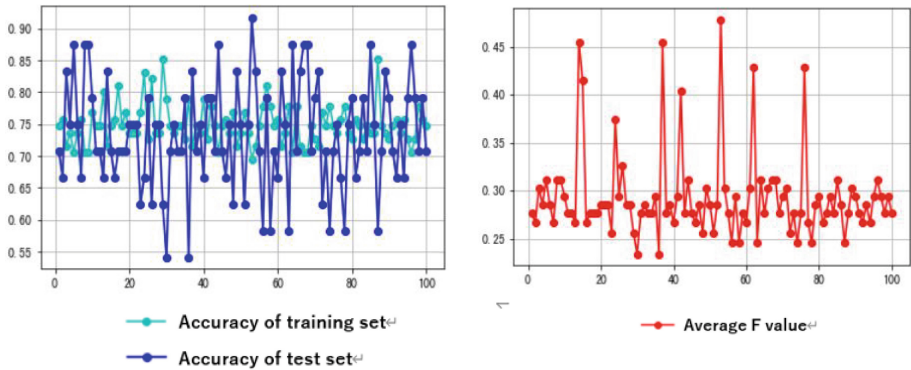 0.90
0.85
0.80
0.75
0.70
0.65
0.60
0.55
0 20 40 60 80 100
Accuracy of training set↵
Accuracy of test set↵
0.45
0.40
0.35
0.30
0.25
0 20 40 60 80 100
Average F value↵